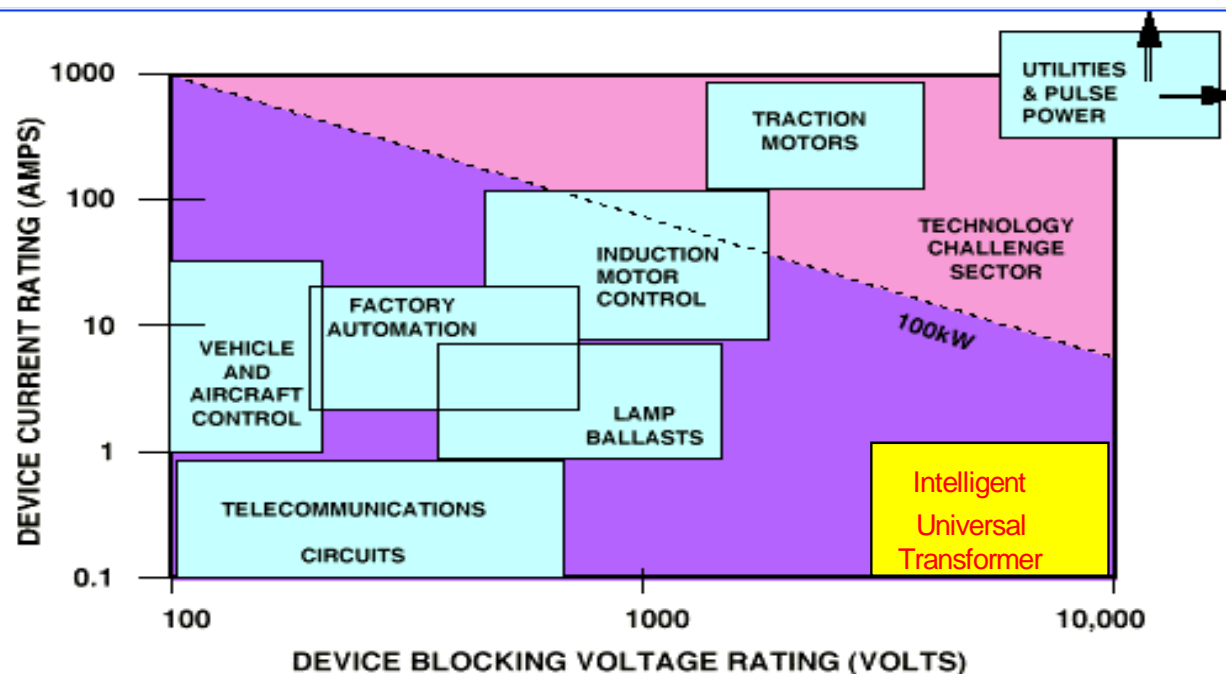 DEVICE CURRENT RATING (AMPS)
1000
100
10
1
0.1
UTILITIES
& PULSE
POWER
TRACTION
MOTORS
TECHNOLOGY
CHALLENGE
SECTOR
INDUCTION
MOTOR
CONTROL
100kW
FACTORY
AUTOMATION
VEHICLE
AND
AIRCRAFT
CONTROL
LAMP
BALLASTS
TELECOMMUNICATIONS
CIRCUITS
Intelligent
Universal
Transformer
100
1000
10,000
DEVICE BLOCKING VOLTAGE RATING (VOLTS)